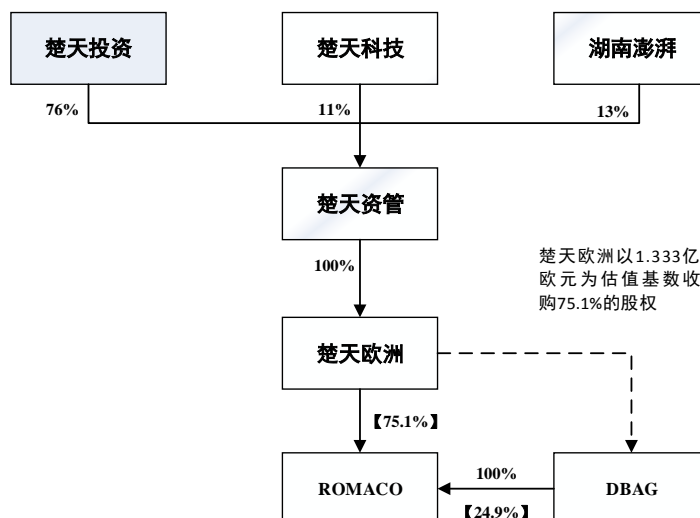 楚天投资
楚天科技
湖南澎湃
76%
11%
13%
楚天资管
100%
楚天欧洲以1.333亿
欧元为估值基数收
购75.1%的股权
楚天欧洲
【75.1%】
ROMACO
100%
【24.9%】
DBAG